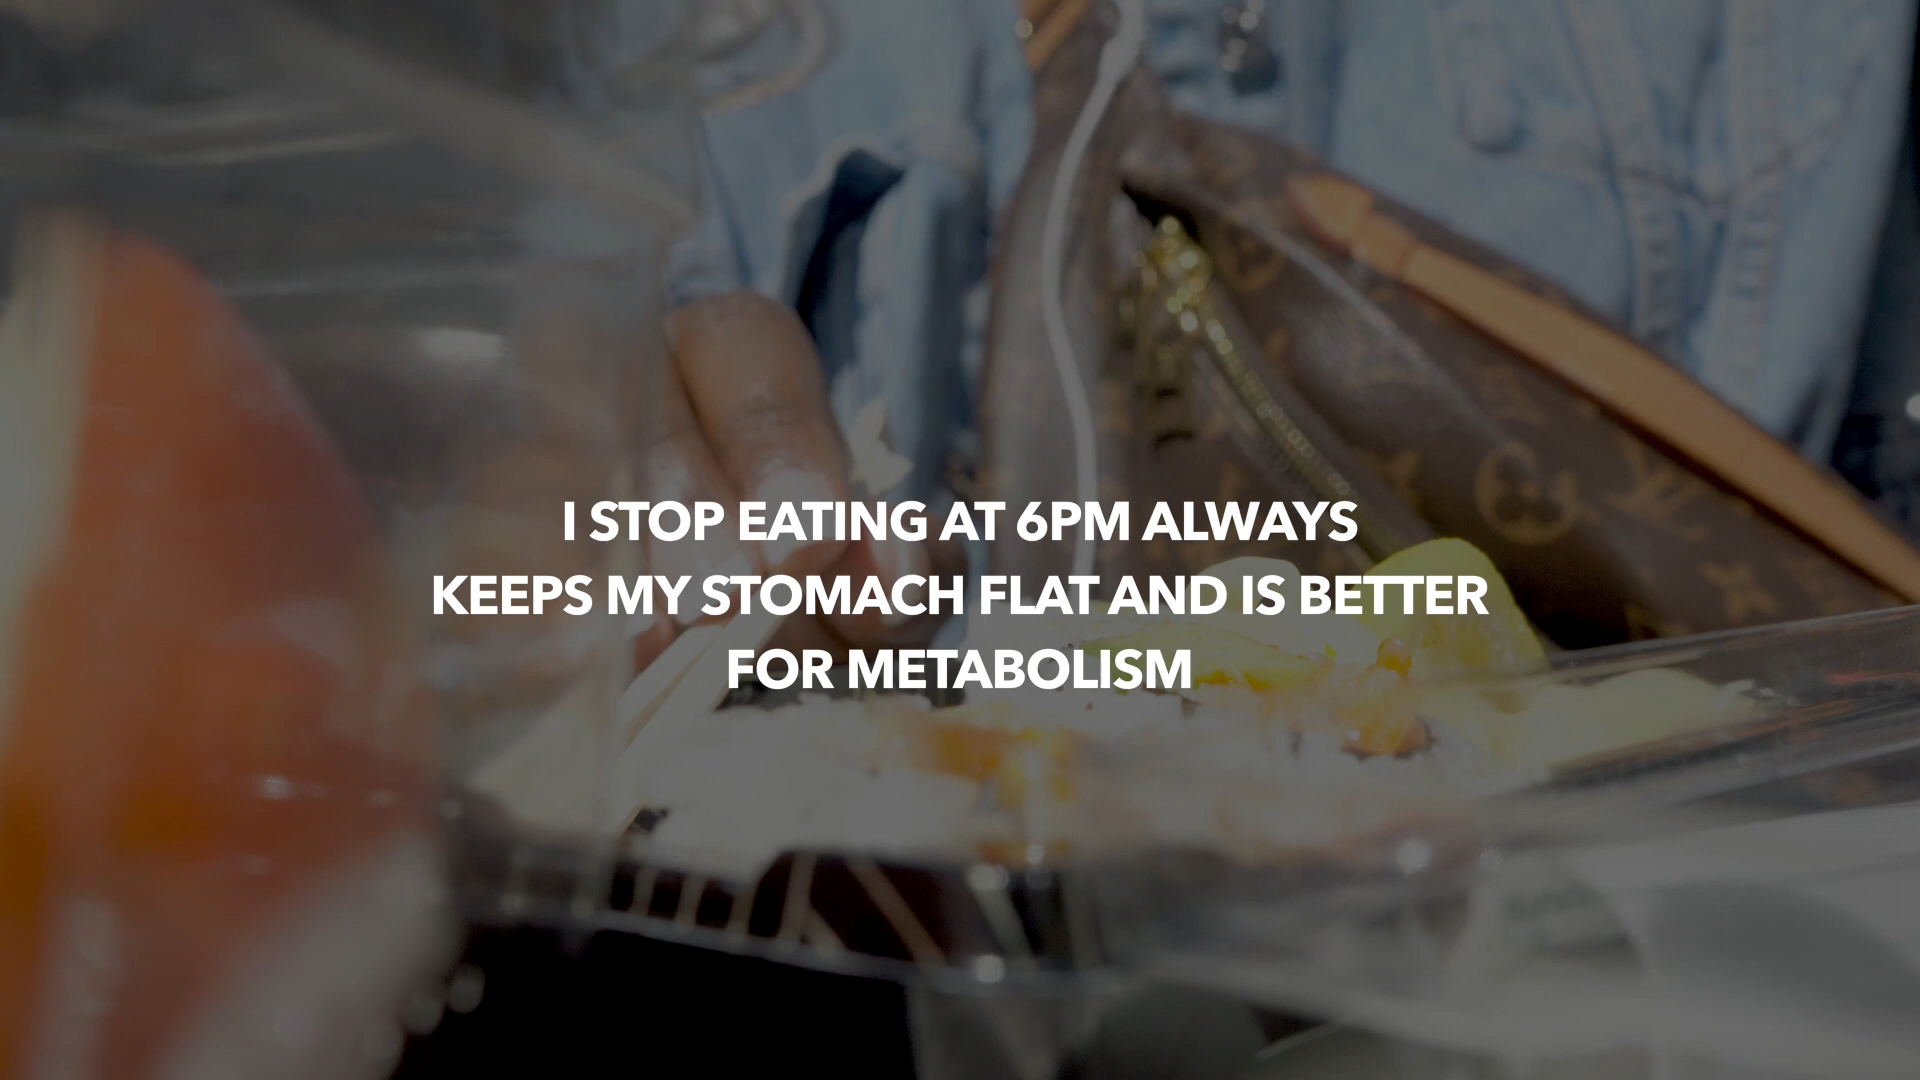 I STOP EATING AT 6PM ALWAYS
KEEPS MY STOMACH FLAT AND IS BETTER
FOR METABOLISM